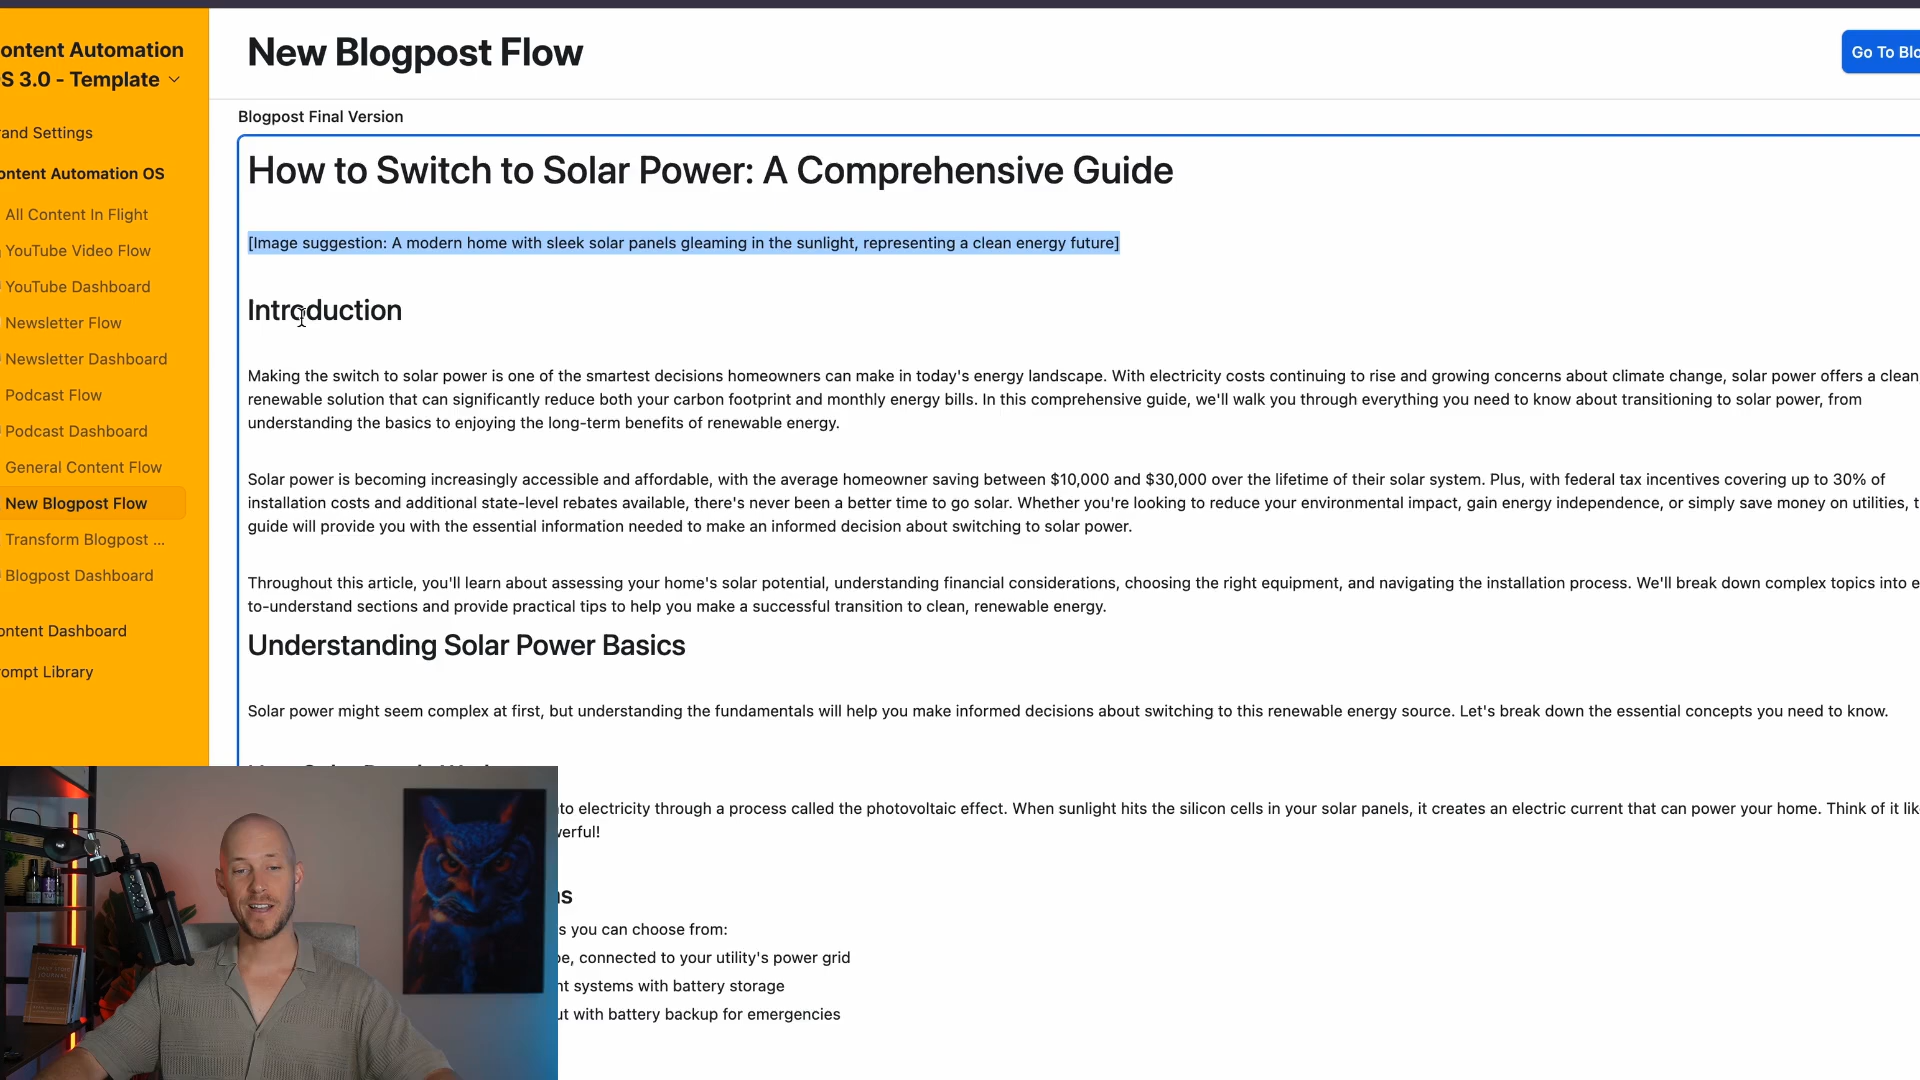 ontent Automation
S 3.0 - Template
and Settings
ontent Automation OS
All Content In Flight
YouTube Video Flow
YouTube Dashboard
Newsletter Flow
Newsletter Dashboard
Podcast Flow
Podcast Dashboard
General Content Flow
New Blogpost Flow
Transform Blogpost ...
Blogpost Dashboard
ontent Dashboard
ompt Library
New Blogpost Flow
Go To Blo
Blogpost Final Version
How to Switch to Solar Power: A Comprehensive Guide
[Image suggestion: A modern home with sleek solar panels gleaming in the sunlight, representing a clean energy future]
Introduction
Making the switch to solar power is one of the smartest decisions homeowners can make in today's energy landscape. With electricity costs continuing to rise and growing concerns about climate change, solar power offers a clean
renewable solution that can significantly reduce both your carbon footprint and monthly energy bills. In this comprehensive guide, we'll walk you through everything you need to know about transitioning to solar power, from
understanding the basics to enjoying the long-term benefits of renewable energy.
Solar power is becoming increasingly accessible and affordable, with the average homeowner saving between $10,000 and $30,000 over the lifetime of their solar system. Plus, with federal tax incentives covering up to 30% of
installation costs and additional state-level rebates available, there's never been a better time to go solar. Whether you're looking to reduce your environmental impact, gain energy independence, or simply save money on utilities, t
guide will provide you with the essential information needed to make an informed decision about switching to solar power.
Throughout this article, you'll learn about assessing your home's solar potential, understanding financial considerations, choosing the right equipment, and navigating the installation process. We'll break down complex topics into e
to-understand sections and provide practical tips to help you make a successful transition to clean, renewable energy.
Understanding Solar Power Basics
Solar power might seem complex at first, but understanding the fundamentals will help you make informed decisions about switching to this renewable energy source. Let's break down the essential concepts you need to know.
to electricity through a process called the photovoltaic effect. When sunlight hits the silicon cells in your solar panels, it creates an electric current that can power your home. Think of it lik
werful!
ns
s you can choose from:
pe, connected to your utility's power grid
nt systems with battery storage
ut with battery backup for emergencies